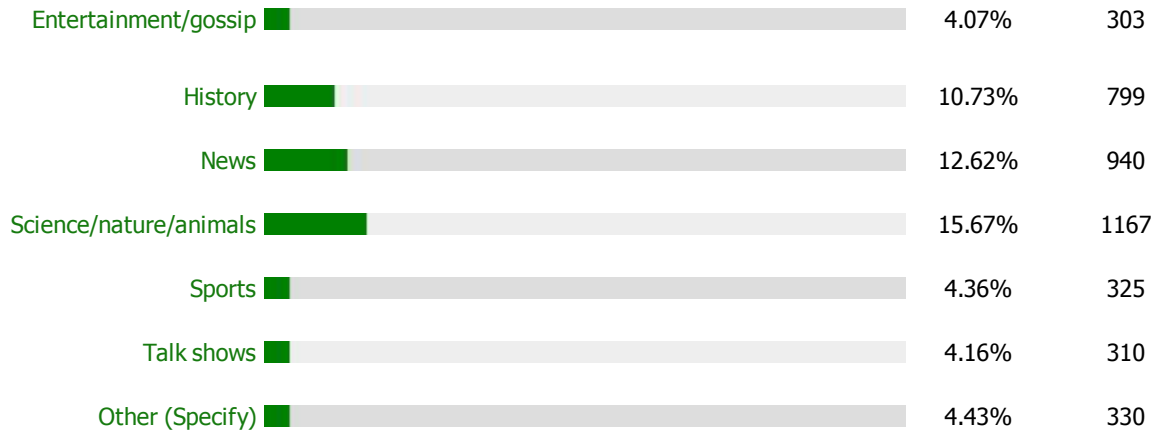 Entertainment/gossip 4.07% 303
History 10.73% 799
News 12.62% 940
Science/nature/animals 15.67% 1167
Sports 4.36% 325
Talk shows 4.16% 310
Other (Specify) 4.43% 330